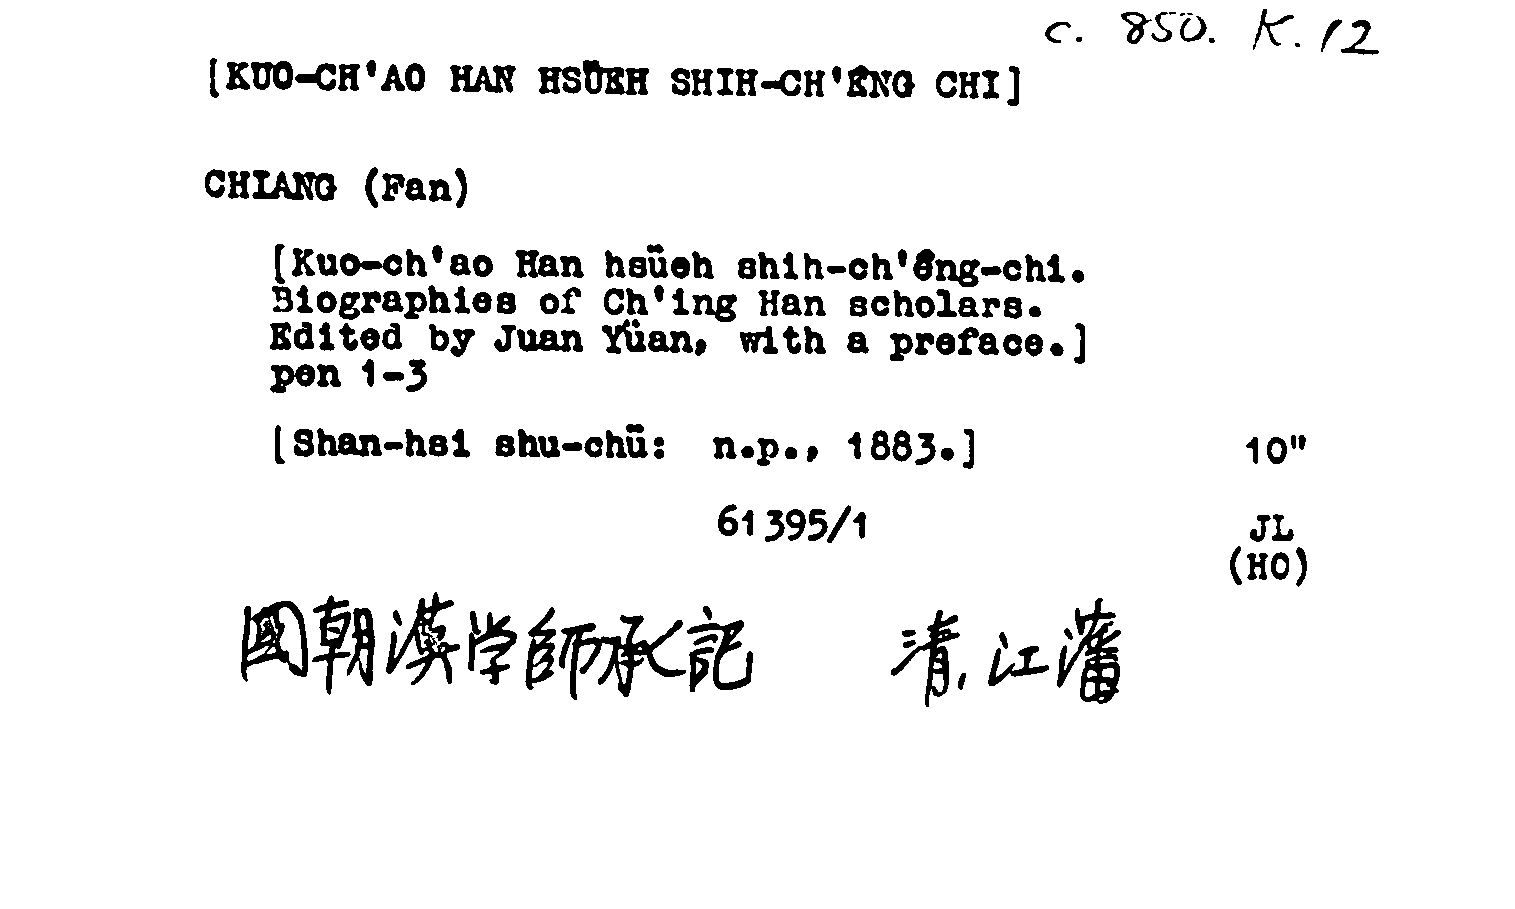 c. 850. K. 12
[KUO-CH'AO HAN HSÜEH SHIH-CH'ÊNG CHI]
CHIANG (Fan)
[Kuo-ch'ao Han hsüeh shih-ch'êng-chi.
Biographies of Ch'ing Han scholars.
Edited by Juan Yüan, with a preface.]
pen 1-3
[Shan-hsi shu-chü: n.p., 1883.] 10"
61395/1 JL
(HO)
國朝漢学師承記 清, 江藩